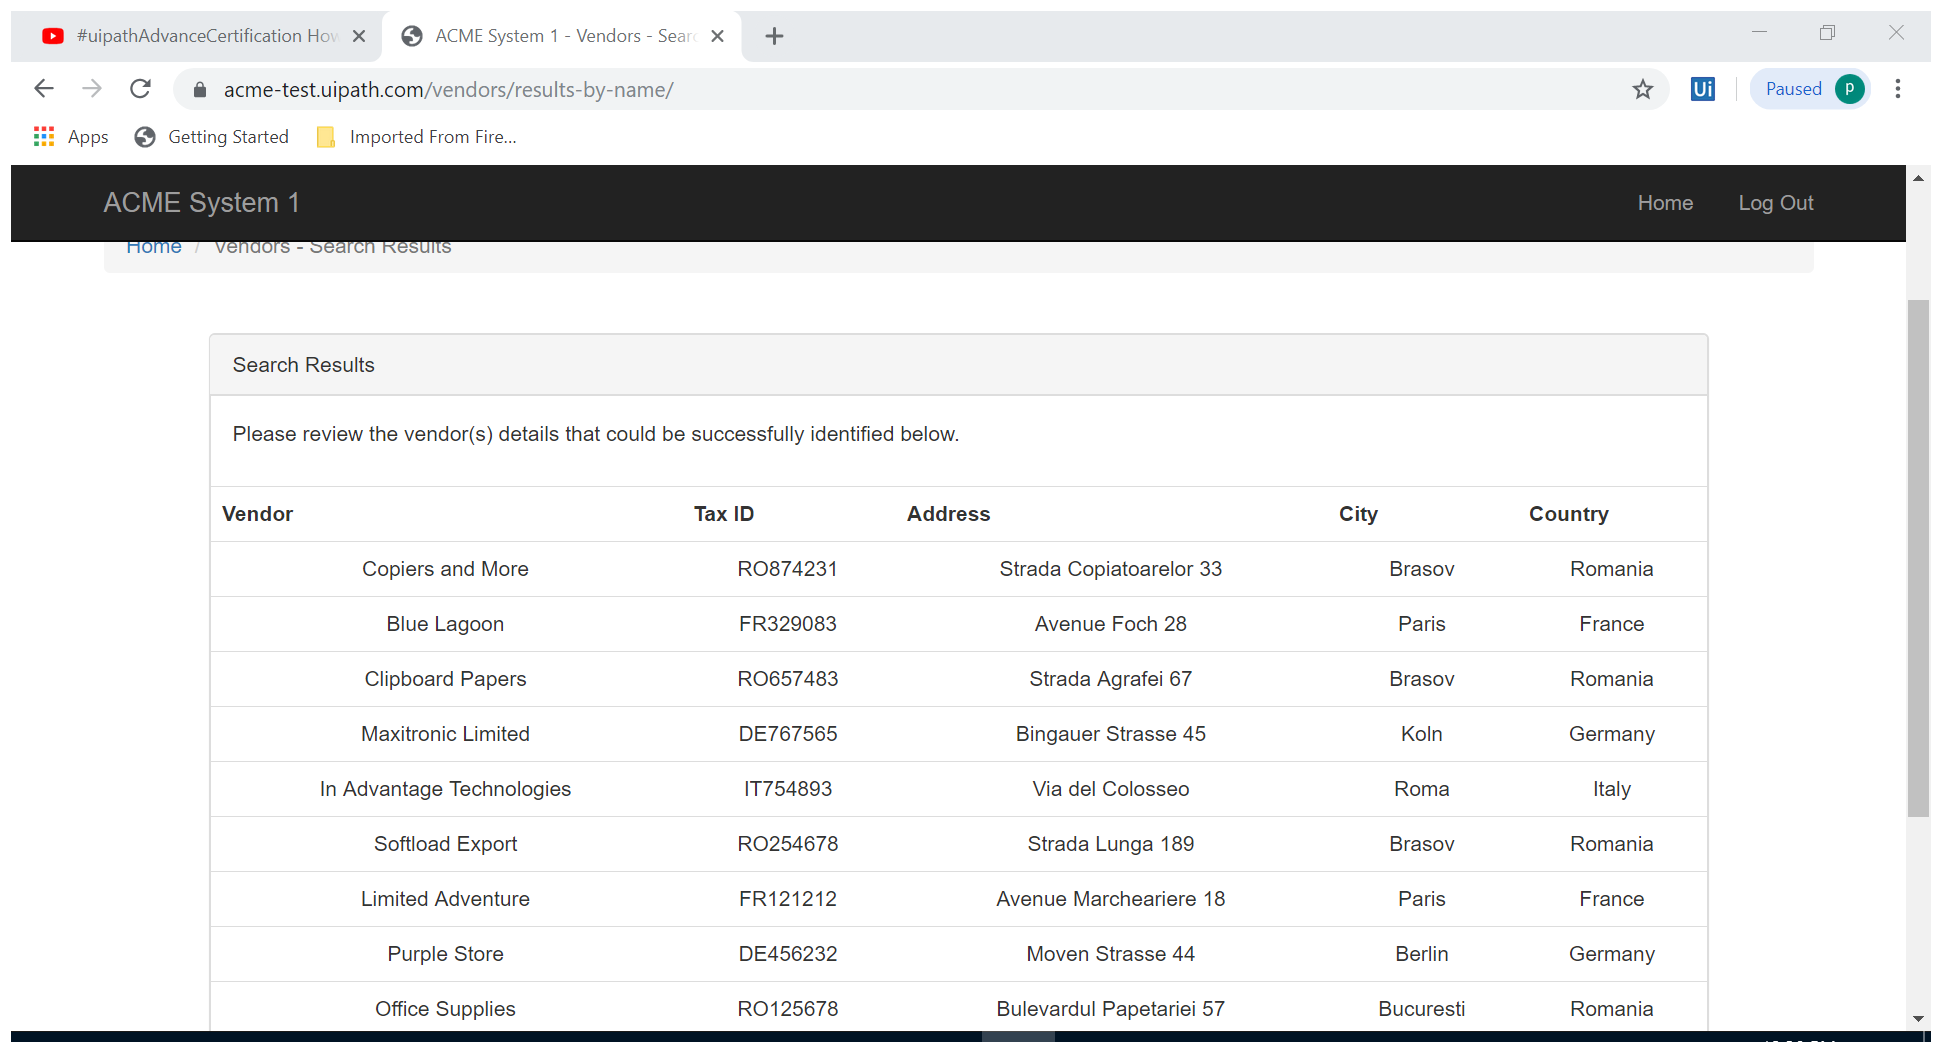 #uipathAdvanceCertification How
ACME System 1 - Vendors - Sear
acme-test.uipath.com/vendors/results-by-name/
Ui
Paused P
Apps Getting Started Imported From Fire...
ACME System 1 Home Log Out
Home / Vendors - Search Results
Search Results
Please review the vendor(s) details that could be successfully identified below.
Vendor Tax ID Address City Country
Copiers and More RO874231 Strada Copiatoarelor 33 Brasov Romania
Blue Lagoon FR329083 Avenue Foch 28 Paris France
Clipboard Papers RO657483 Strada Agrafei 67 Brasov Romania
Maxitronic Limited DE767565 Bingauer Strasse 45 Koln Germany
In Advantage Technologies IT754893 Via del Colosseo Roma Italy
Softload Export RO254678 Strada Lunga 189 Brasov Romania
Limited Adventure FR121212 Avenue Marcheariere 18 Paris France
Purple Store DE456232 Moven Strasse 44 Berlin Germany
Office Supplies RO125678 Bulevardul Papetariei 57 Bucuresti Romania